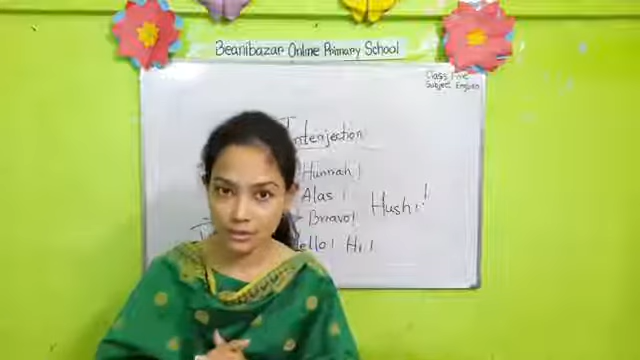 Beanibazar Online Primary School
Class Five
Subject English
Interjection
Hurrah!
Alas!
Bravo!
Hush!
Hello! Hi!